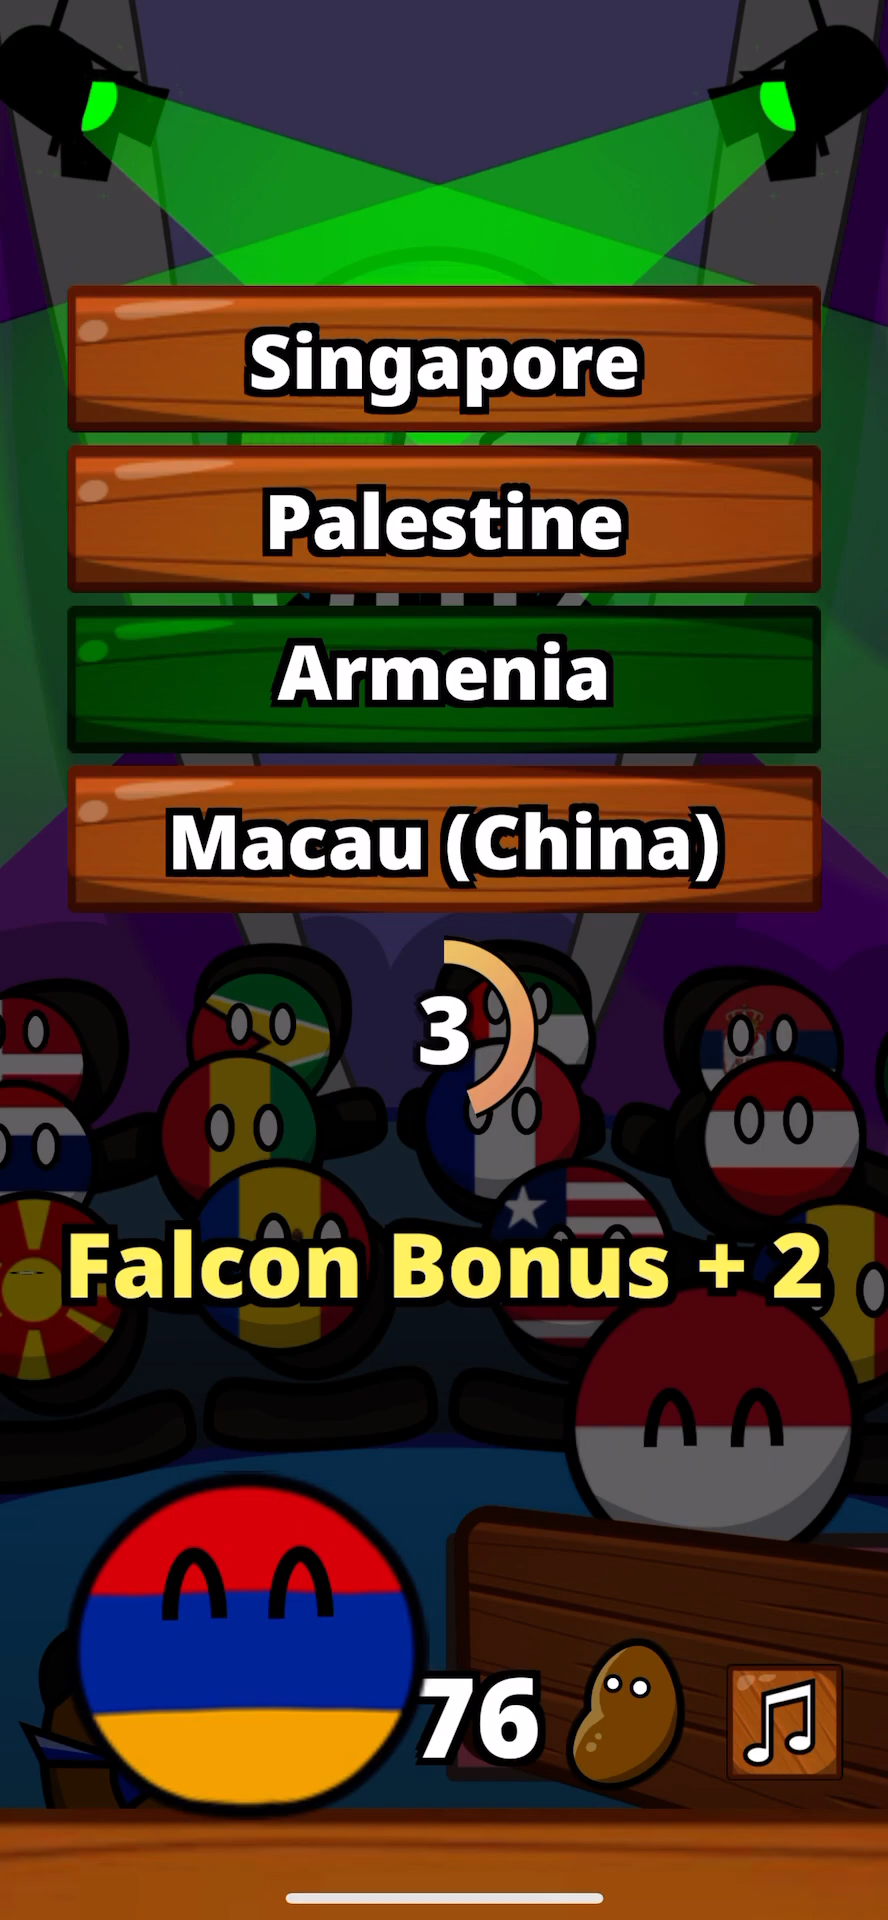 Singapore
Palestine
Armenia
Macau (China)
3
Falcon Bonus + 2
76